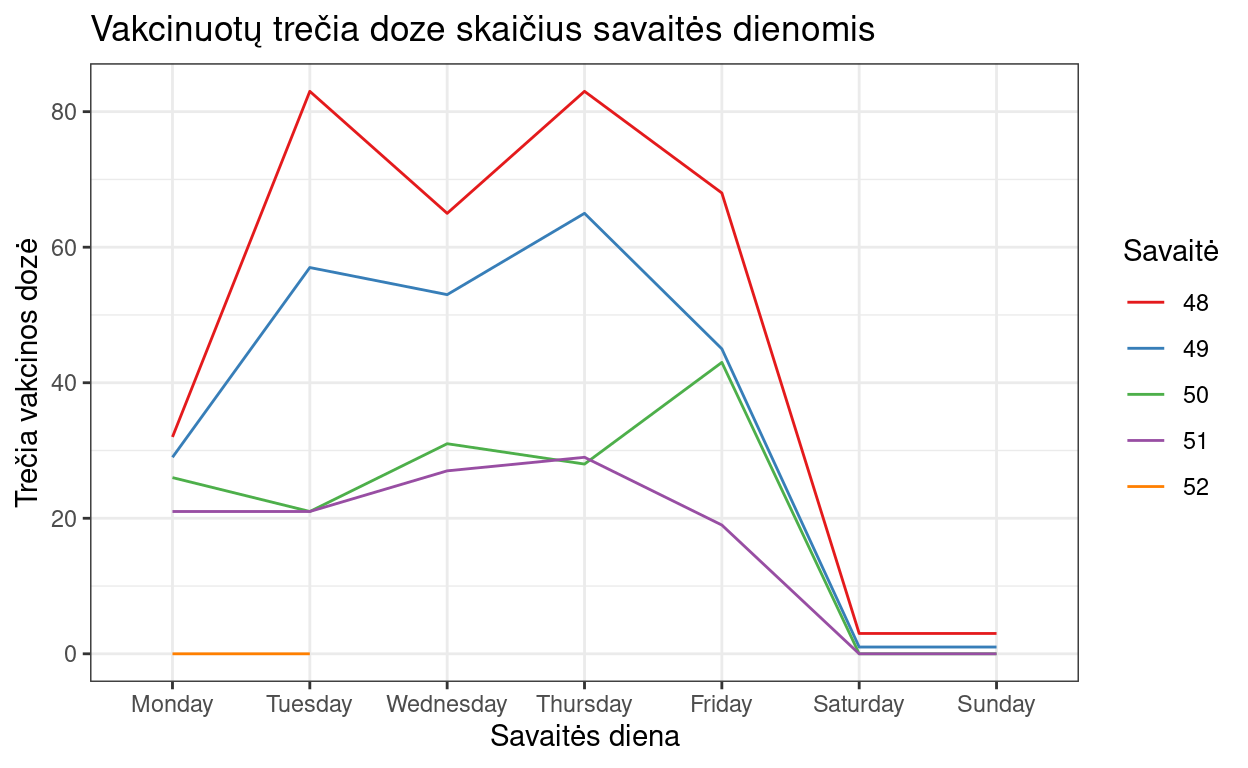 Vakcinuotų trečia doze skaičius savaitės dienomis
Trečia vakcinos dozė
80
60
40
20
0
Monday Tuesday Wednesday Thursday Friday Saturday Sunday
Savaitės diena
Savaitė
48
49
50
51
52